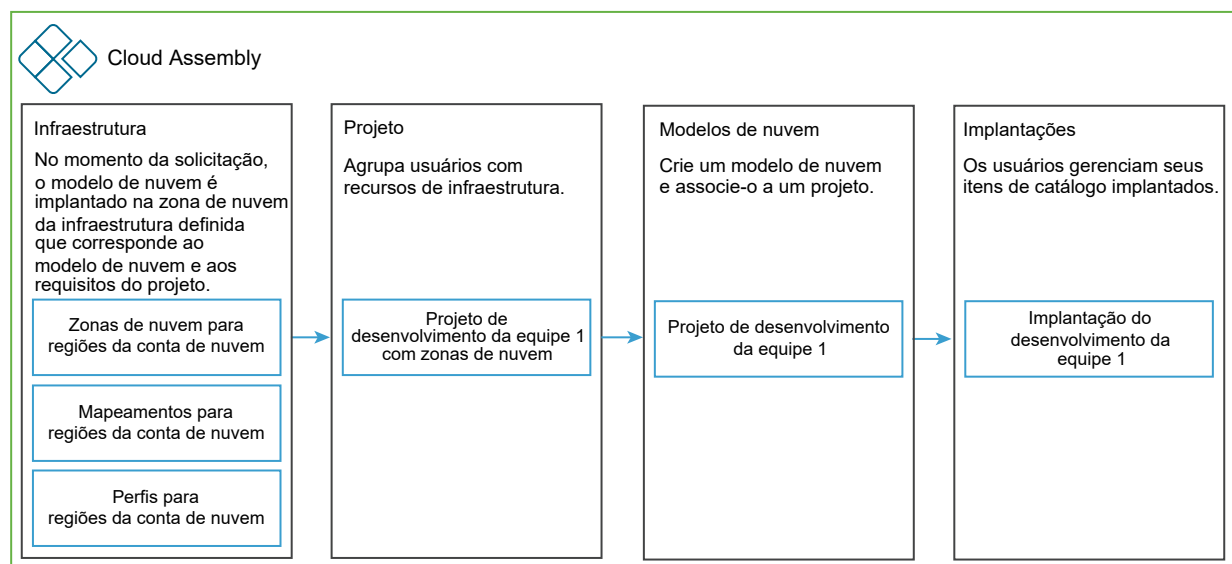 Cloud Assembly
Infraestrutura
No momento da solicitação,
o modelo de nuvem é
implantado na zona de nuvem
da infraestrutura definida
que corresponde ao
modelo de nuvem e aos
requisitos do projeto.
Zonas de nuvem para
regiões da conta de nuvem
Mapeamentos para
regiões da conta de nuvem
Perfis para
regiões da conta de nuvem
Projeto
Agrupa usuários com
recursos de infraestrutura.
Projeto de
desenvolvimento da equipe 1
com zonas de nuvem
Modelos de nuvem
Crie um modelo de nuvem
e associe-o a um projeto.
Projeto de desenvolvimento
da equipe 1
Implantações
Os usuários gerenciam seus
itens de catálogo implantados.
Implantação do
desenvolvimento da
equipe 1